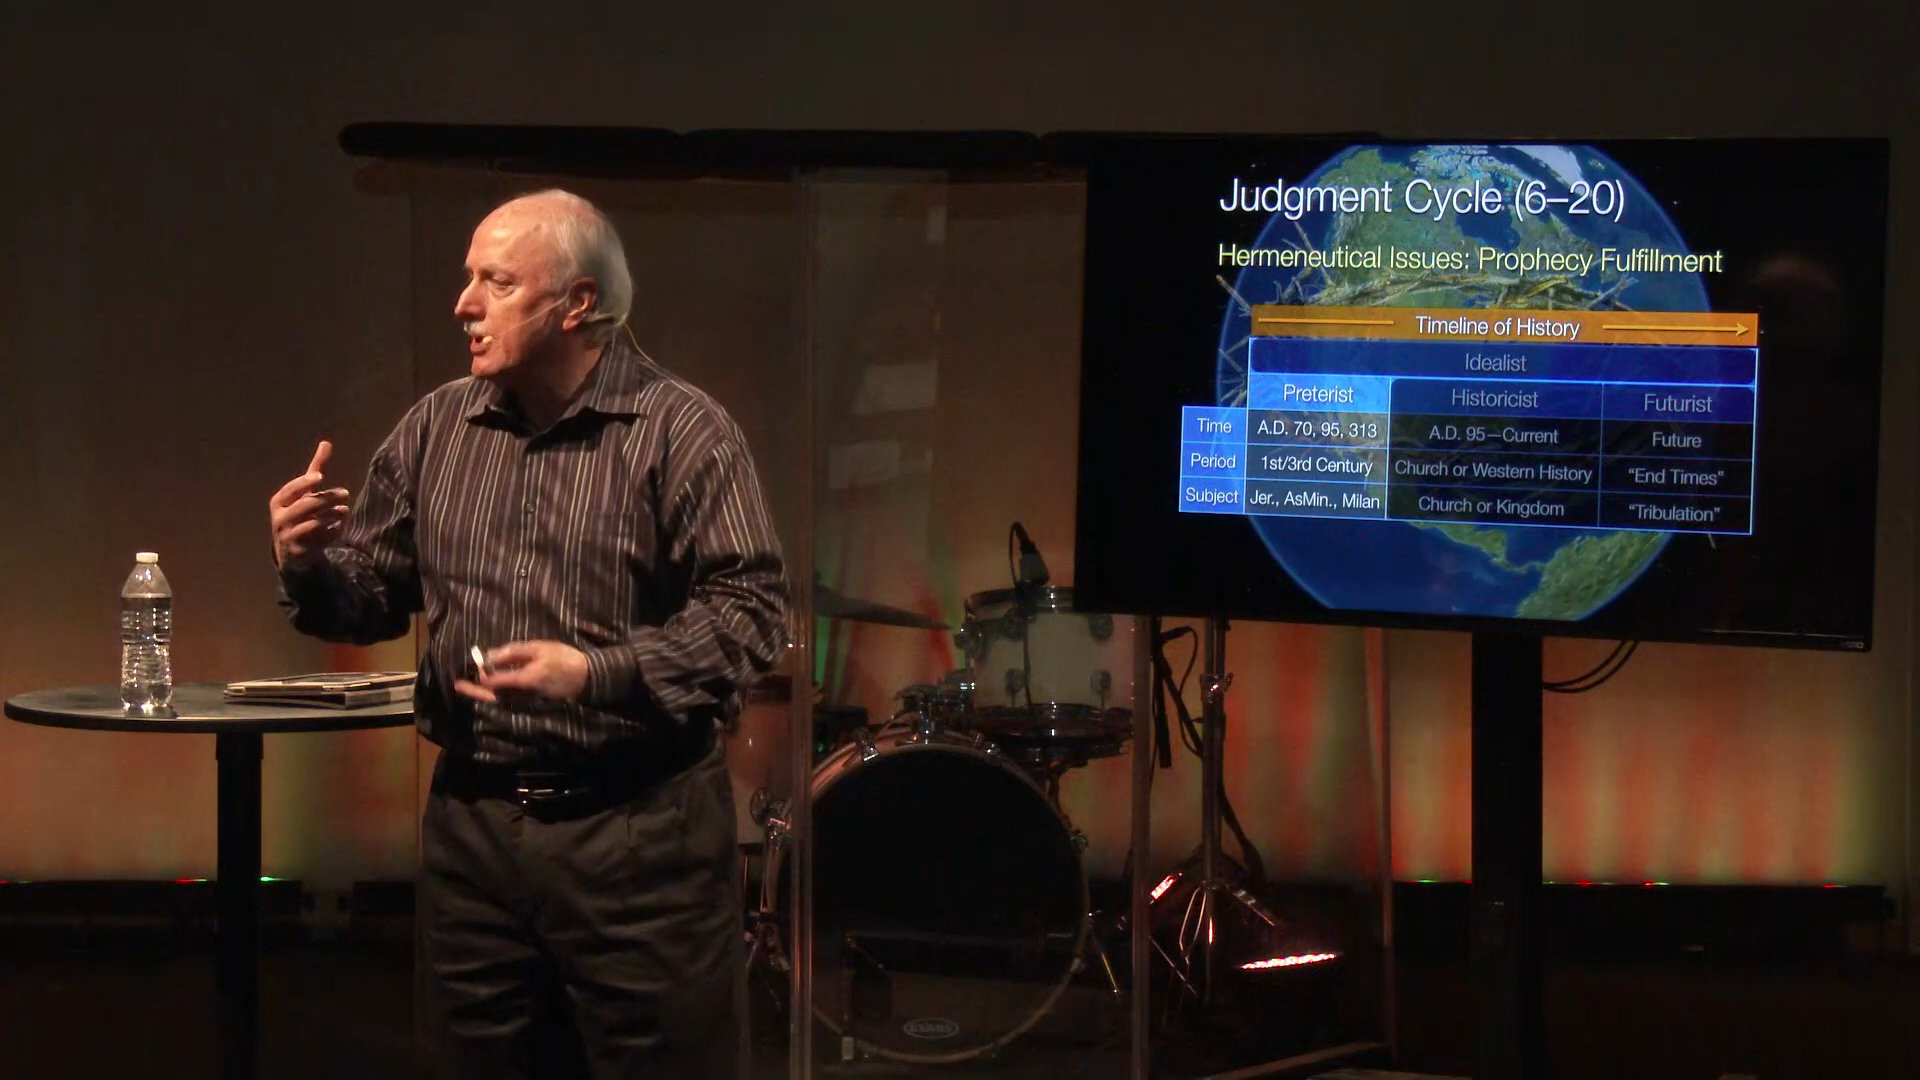 Judgment Cycle (6–20)
Hermeneutical Issues: Prophecy Fulfillment
Timeline of History
Idealist
Preterist Historicist Futurist
Time A.D. 70, 95, 313 A.D. 95—Current Future
Period 1st/3rd Century Church or Western History “End Times”
Subject Jer., AsMin., Milan Church or Kingdom “Tribulation”
VIZIO
EVANS